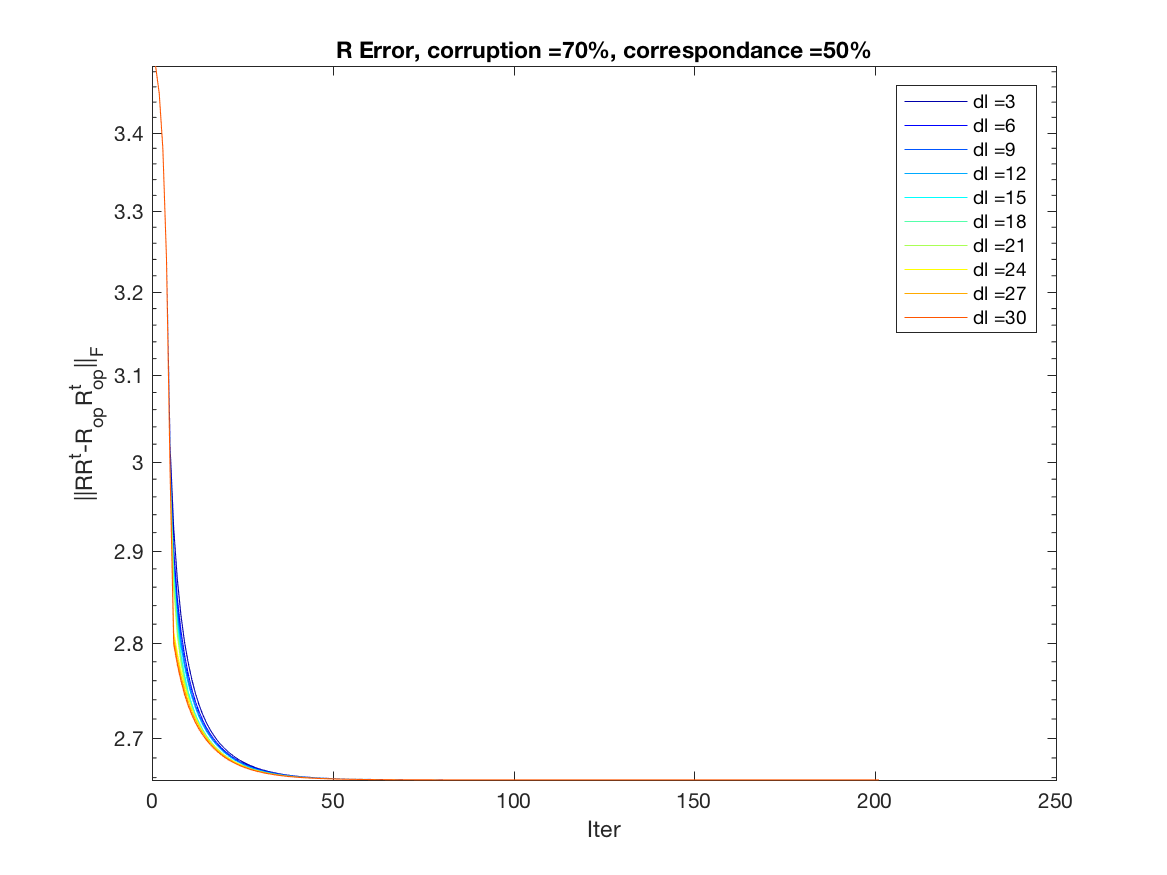 R Error, corruption =70%, correspondance =50%
||RR^t-R_op R_op^t||_F
3.4
3.3
3.2
3.1
3
2.9
2.8
2.7
0 50 100 150 200 250
Iter
dl =3
dl =6
dl =9
dl =12
dl =15
dl =18
dl =21
dl =24
dl =27
dl =30